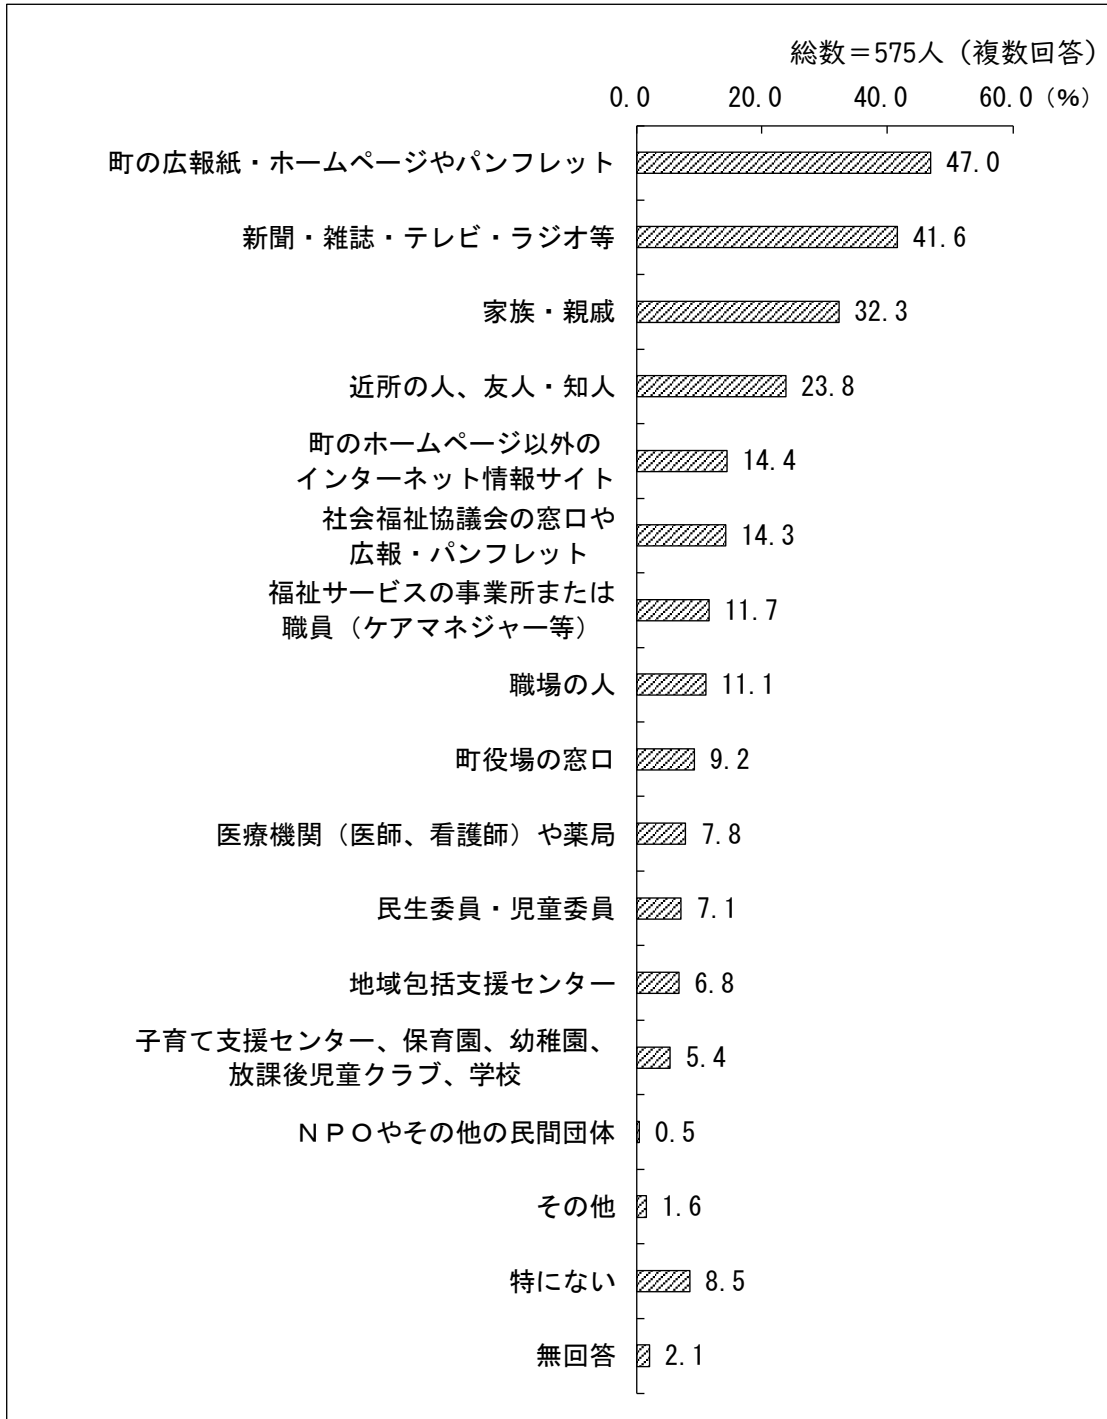 総数＝575人（複数回答）
0.0 20.0 40.0 60.0（%）
町の広報紙・ホームページやパンフレット 47.0
新聞・雑誌・テレビ・ラジオ等 41.6
家族・親戚 32.3
近所の人、友人・知人 23.8
町のホームページ以外の
インターネット情報サイト 14.4
社会福祉協議会の窓口や
広報・パンフレット 14.3
福祉サービスの事業所または
職員（ケアマネジャー等） 11.7
職場の人 11.1
町役場の窓口 9.2
医療機関（医師、看護師）や薬局 7.8
民生委員・児童委員 7.1
地域包括支援センター 6.8
子育て支援センター、保育園、幼稚園、
放課後児童クラブ、学校 5.4
ＮＰＯやその他の民間団体 0.5
その他 1.6
特にない 8.5
無回答 2.1